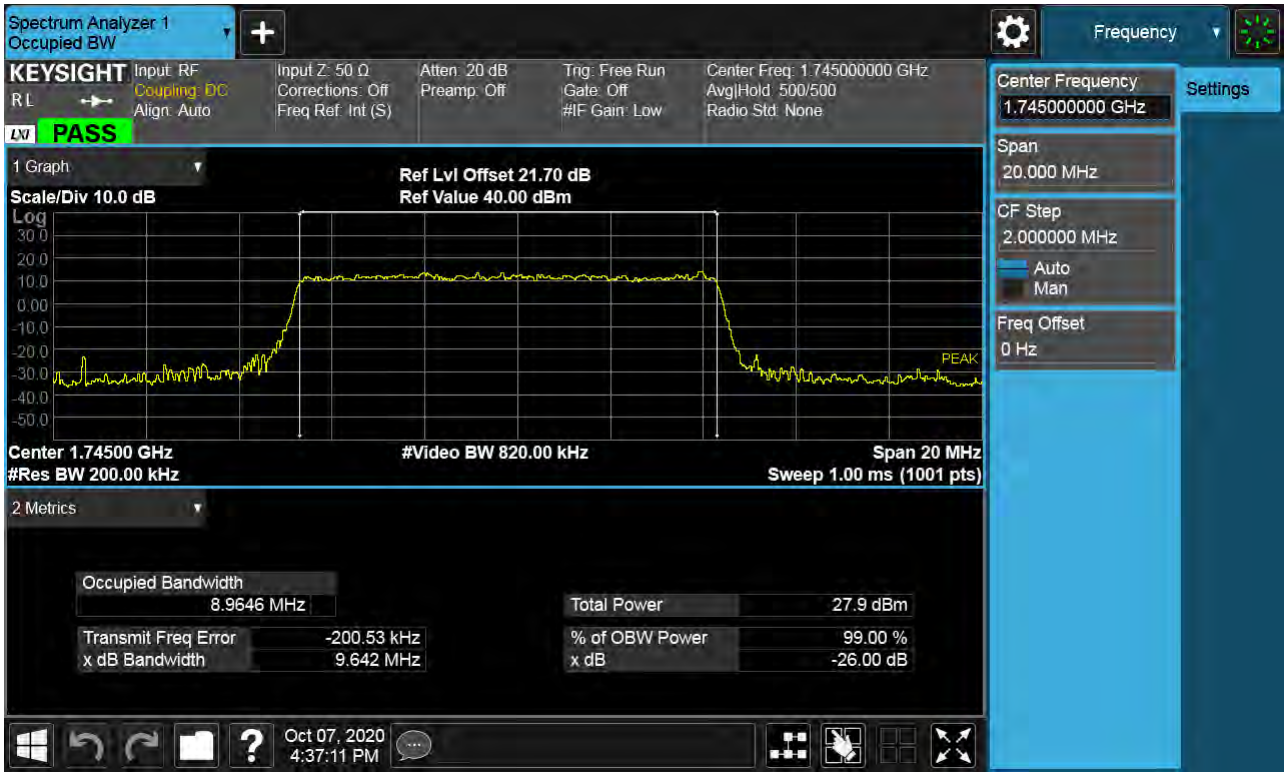 Spectrum Analyzer 1
Occupied BW
+
Frequency
KEYSIGHT
RL
LXI
PASS
Input: RF
Coupling: DC
Align: Auto
Input Z: 50 Ω
Corrections: Off
Freq Ref: Int (S)
Atten: 20 dB
Preamp: Off
Trig: Free Run
Gate: Off
#IF Gain: Low
Center Freq: 1.745000000 GHz
Avg|Hold: 500/500
Radio Std: None
Center Frequency
1.745000000 GHz
Settings
Span
20.000 MHz
CF Step
2.000000 MHz
Auto
Man
Freq Offset
0 Hz
1 Graph
Scale/Div 10.0 dB
Ref Lvl Offset 21.70 dB
Ref Value 40.00 dBm
Log
30.0
20.0
10.0
0.00
-10.0
-20.0
-30.0
-40.0
-50.0
PEAK
Center 1.74500 GHz
#Video BW 820.00 kHz
Span 20 MHz
#Res BW 200.00 kHz
Sweep 1.00 ms (1001 pts)
2 Metrics
Occupied Bandwidth
8.9646 MHz
Total Power 27.9 dBm
Transmit Freq Error -200.53 kHz
% of OBW Power 99.00 %
x dB Bandwidth 9.642 MHz
x dB -26.00 dB
?
Oct 07, 2020
4:37:11 PM